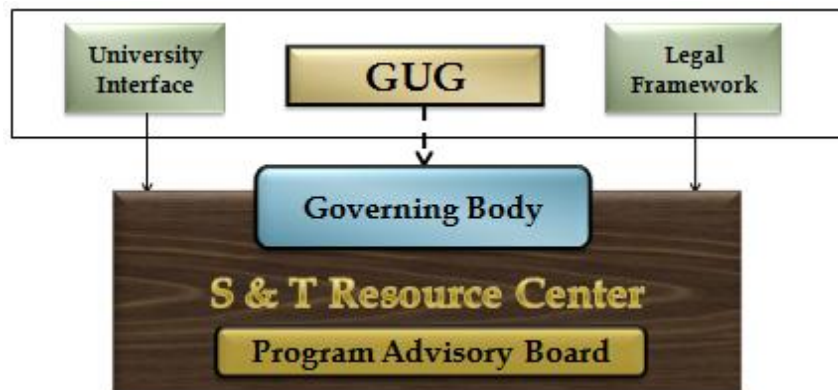 University
Interface
GUG
Legal
Framework
Governing Body
S & T Resource Center
Program Advisory Board